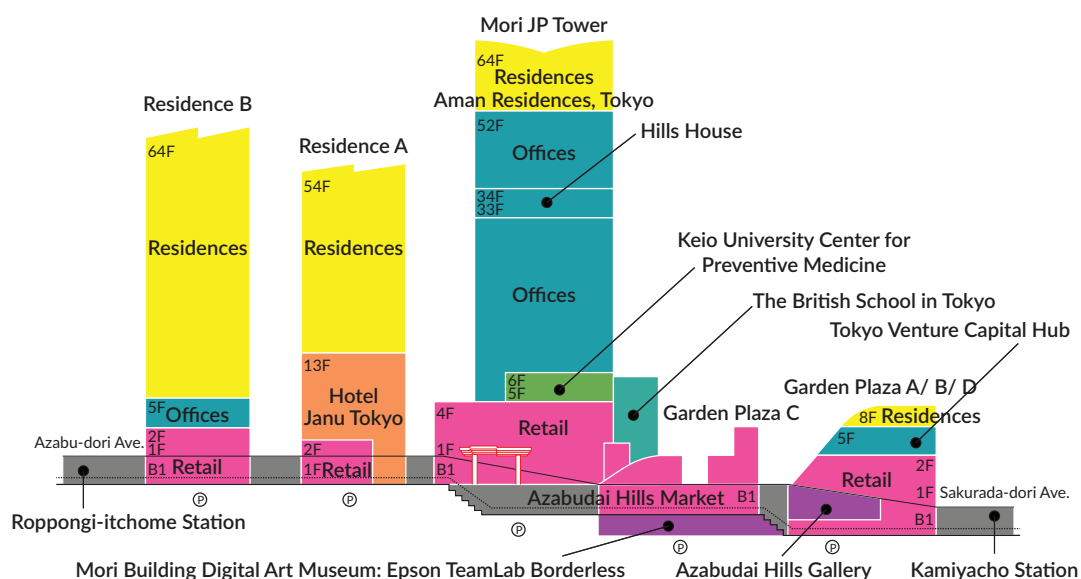 Mori JP Tower
64F
Residences
Aman Residences, Tokyo
Residence B
64F
Residences
Residence A
54F
Residences
52F
Offices
Hills House
34F
33F
Keio University Center for
Preventive Medicine
Offices
The British School in Tokyo
Tokyo Venture Capital Hub
13F
Hotel
Janu Tokyo
6F
5F
Garden Plaza A/ B/ D
8F Residences
5F Offices
4F
Retail
Garden Plaza C
5F
Azabu-dori Ave.
2F
1F
B1 Retail
2F
1F Retail
1F
B1
2F
Retail
1F
Azabudai Hills Market B1
Sakurada-dori Ave.
B1
Roppongi-itchome Station
P
P
P
P
P
Mori Building Digital Art Museum: Epson TeamLab Borderless
Azabudai Hills Gallery
Kamiyacho Station